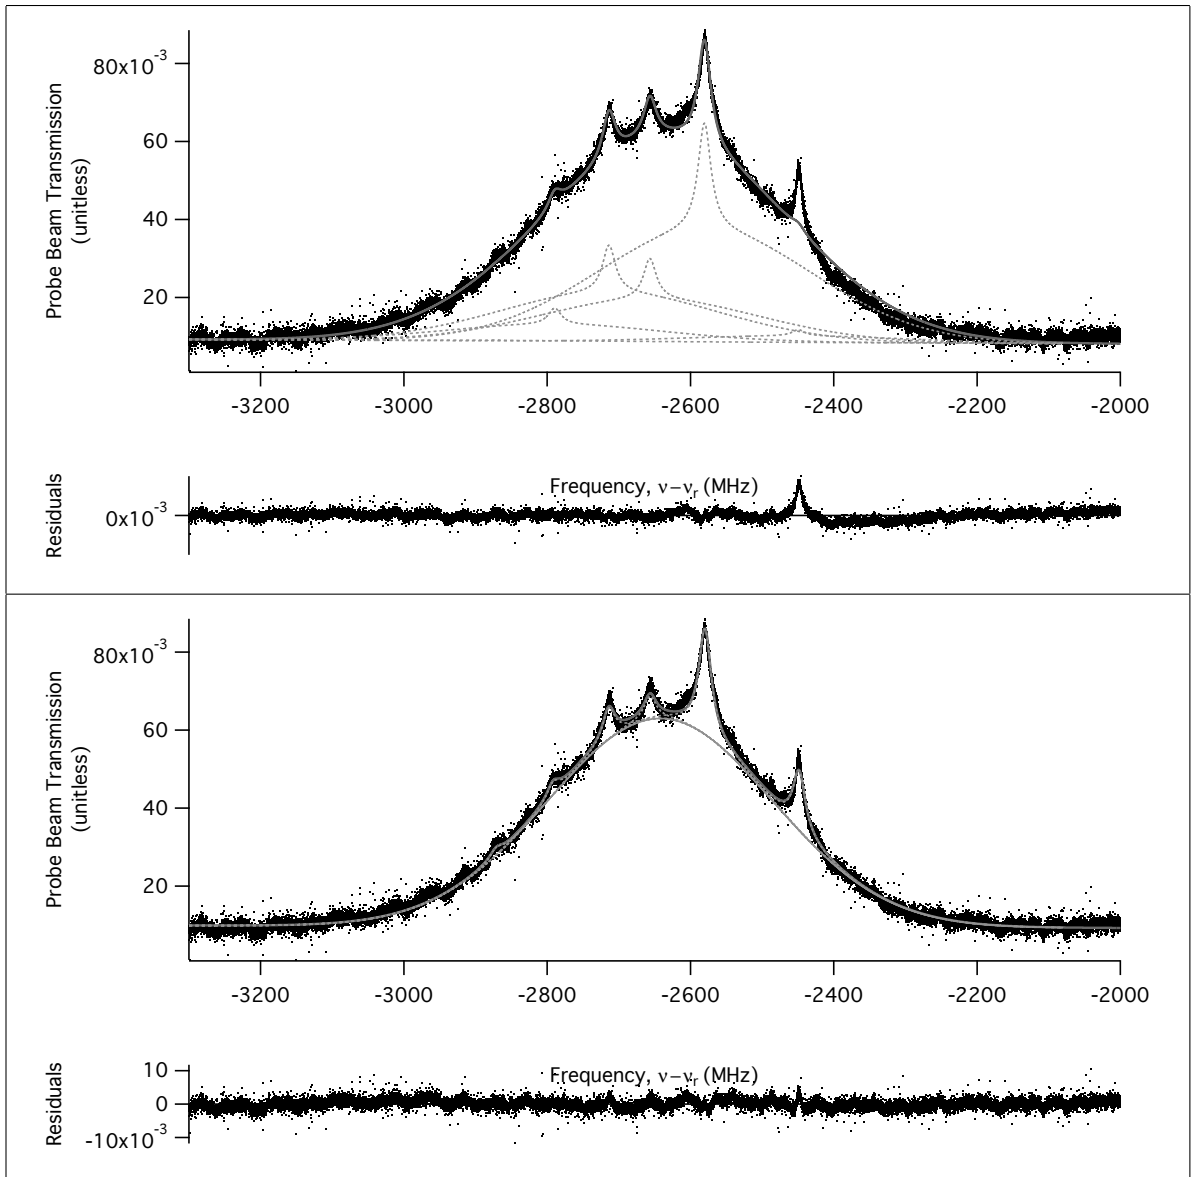 Probe Beam Transmission
(unitless)
80x10⁻³
60
40
20
-3200 -3000 -2800 -2600 -2400 -2200 -2000
Frequency, ν−νᵣ (MHz)
Residuals
0x10⁻³
Probe Beam Transmission
(unitless)
80x10⁻³
60
40
20
-3200 -3000 -2800 -2600 -2400 -2200 -2000
Frequency, ν−νᵣ (MHz)
Residuals
10
0
-10x10⁻³